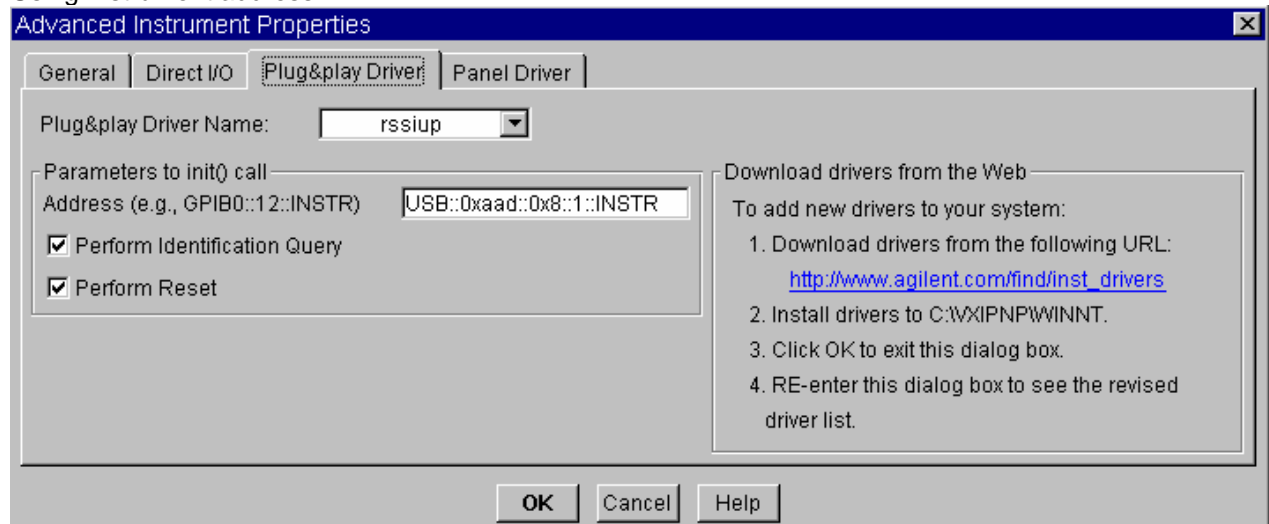 Using instrument address
Advanced Instrument Properties
General Direct I/O Plug&play Driver Panel Driver
Plug&play Driver Name: rssiup
Parameters to init() call
Address (e.g., GPIB0::12::INSTR) USB::0xaad::0x8::1::INSTR
Perform Identification Query
Perform Reset
Download drivers from the Web
To add new drivers to your system:
1. Download drivers from the following URL:
http://www.agilent.com/find/inst_drivers
2. Install drivers to C:\VXIPNP\WINNT.
3. Click OK to exit this dialog box.
4. RE-enter this dialog box to see the revised
driver list.
OK Cancel Help